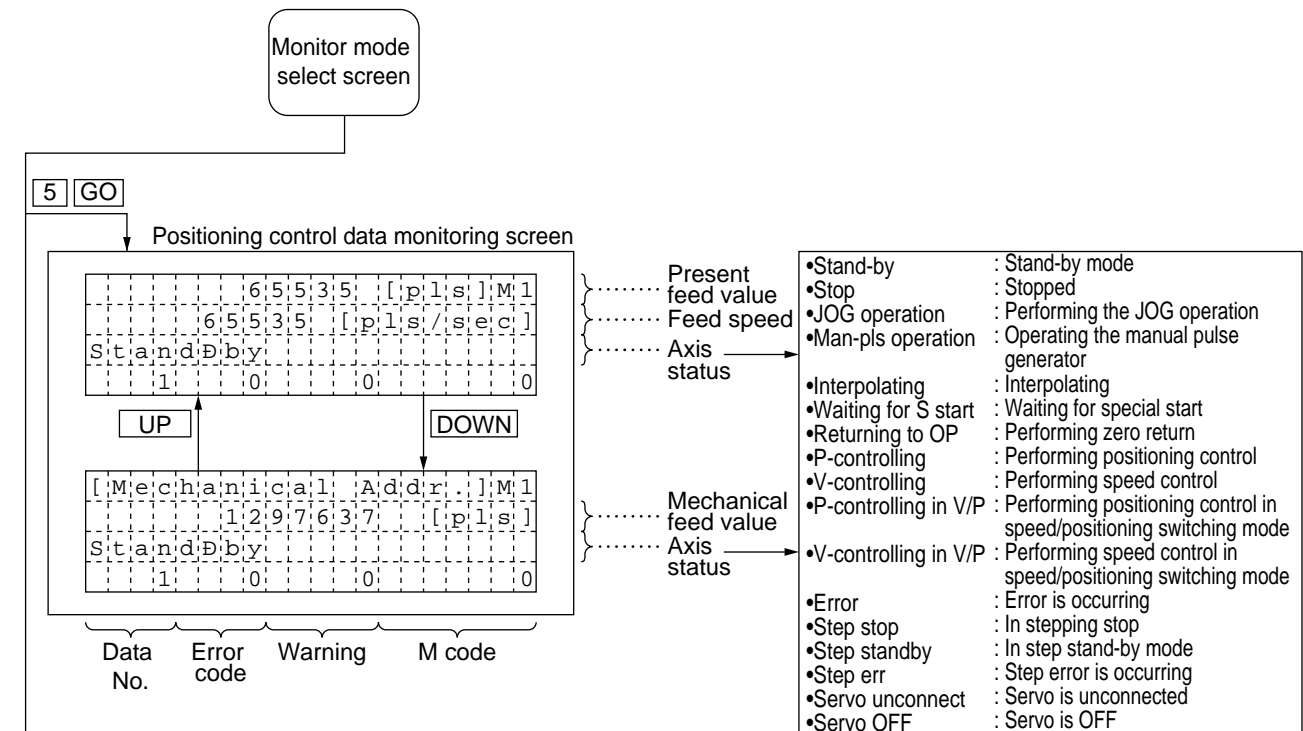 Monitor mode
select screen
5 GO
Positioning control data monitoring screen
65535 [pls]M1
65535 [pls/sec]
StandÐby
1 0 0 0
UP
DOWN
[Mechanical Addr.]M1
1297637 [pls]
StandÐby
1 0 0 0
Data
No.
Error
code
Warning
M code
Present
feed value
Feed speed
Axis
status
Mechanical
feed value
Axis
status
•Stand-by : Stand-by mode
•Stop : Stopped
•JOG operation : Performing the JOG operation
•Man-pls operation : Operating the manual pulse
generator
•Interpolating : Interpolating
•Waiting for S start : Waiting for special start
•Returning to OP : Performing zero return
•P-controlling : Performing positioning control
•V-controlling : Performing speed control
•P-controlling in V/P : Performing positioning control in
speed/positioning switching mode
•V-controlling in V/P : Performing speed control in
speed/positioning switching mode
•Error : Error is occurring
•Step stop : In stepping stop
•Step standby : In step stand-by mode
•Step err : Step error is occurring
•Servo unconnect : Servo is unconnected
•Servo OFF : Servo is OFF